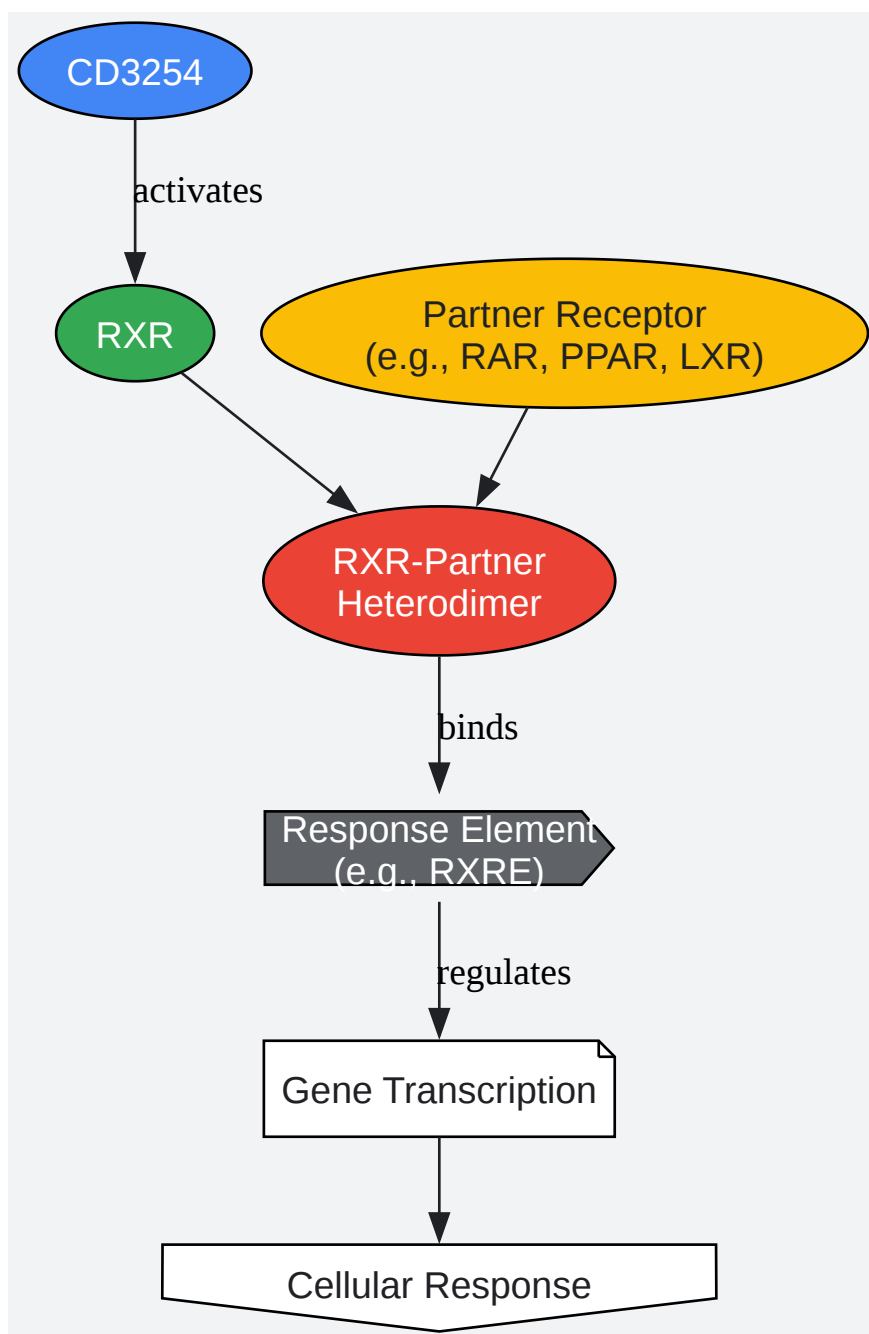 CD3254
activates
RXR
Partner Receptor
(e.g., RAR, PPAR, LXR)
RXR-Partner
Heterodimer
binds
Response Element
(e.g., RXRE)
regulates
Gene Transcription
Cellular Response